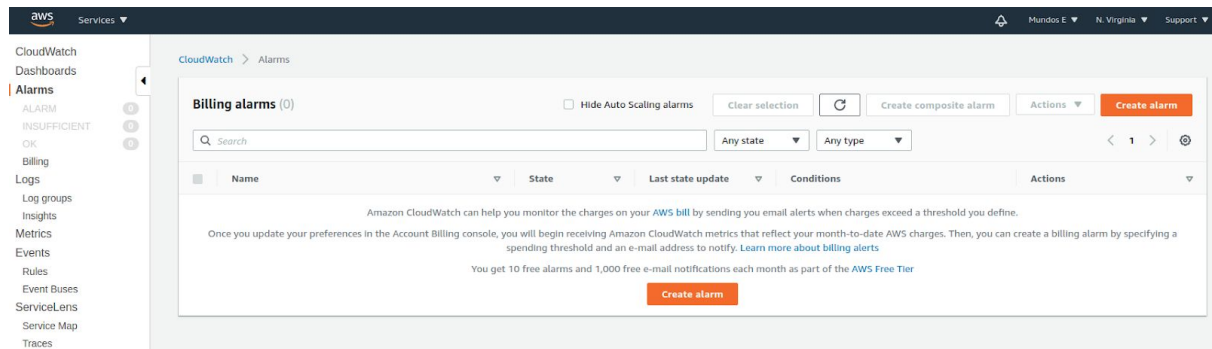 aws Services ▼ Mundos E ▼ N. Virginia ▼ Support ▼
CloudWatch
Dashboards
Alarms
ALARM 0
INSUFFICIENT 0
OK 0
Billing
Logs
Log groups
Insights
Metrics
Events
Rules
Event Buses
ServiceLens
Service Map
Traces
CloudWatch > Alarms
Billing alarms (0) Hide Auto Scaling alarms Clear selection Create composite alarm Actions ▼ Create alarm
Search Any state ▼ Any type ▼ < 1 >
Name State Last state update Conditions Actions
Amazon CloudWatch can help you monitor the charges on your AWS bill by sending you email alerts when charges exceed a threshold you define.
Once you update your preferences in the Account Billing console, you will begin receiving Amazon CloudWatch metrics that reflect your month-to-date AWS charges. Then, you can create a billing alarm by specifying a
spending threshold and an e-mail address to notify. Learn more about billing alerts
You get 10 free alarms and 1,000 free e-mail notifications each month as part of the AWS Free Tier
Create alarm